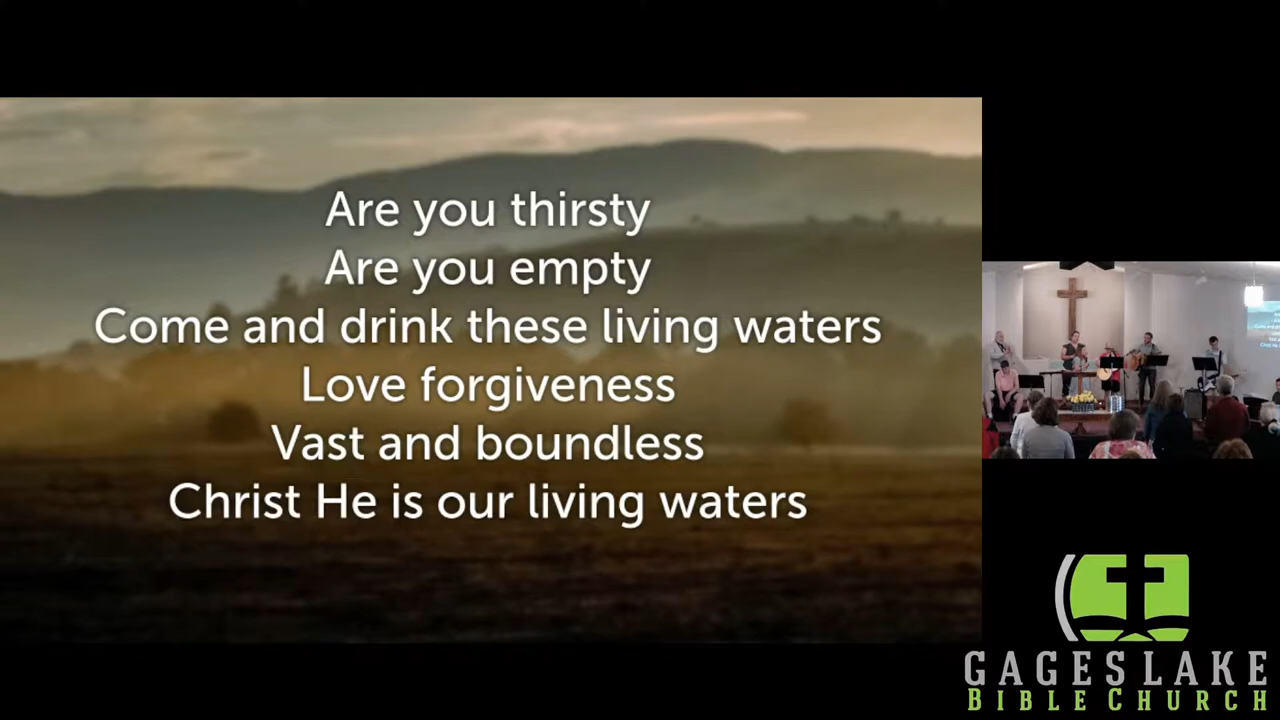 Are you thirsty
Are you empty
Come and drink these living waters
Love forgiveness
Vast and boundless
Christ He is our living waters
GAGESLAKE
BIBLE CHURCH